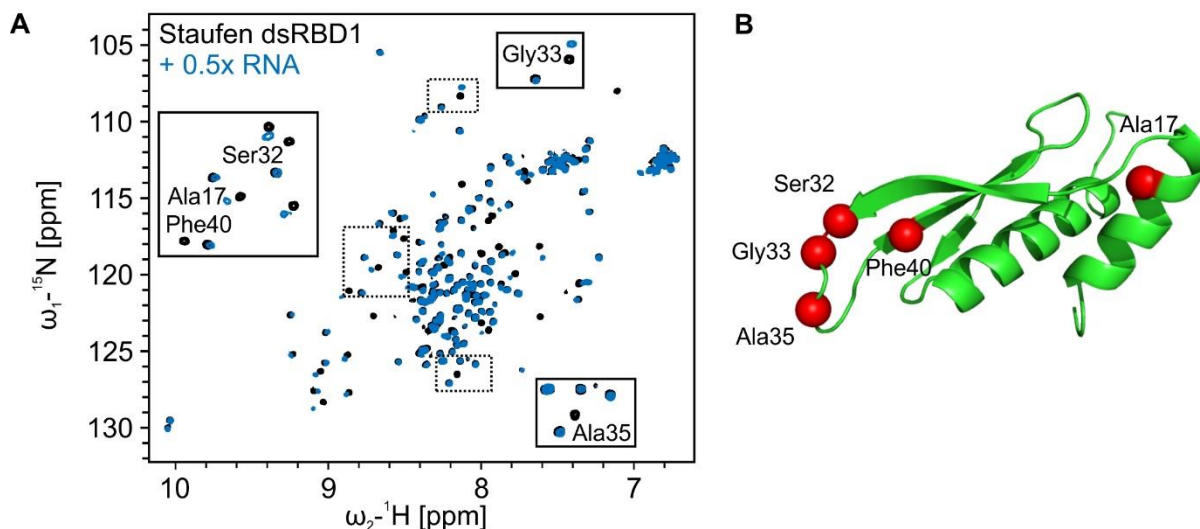 A
Staufen dsRBD1
+ 0.5x RNA
Gly33
Ser32
Ala17
Phe40
Ala35
105
110
115
120
125
130
ω₁-¹⁵N [ppm]
10
9
8
7
ω₂-¹H [ppm]
B
Ala17
Ser32
Gly33
Phe40
Ala35